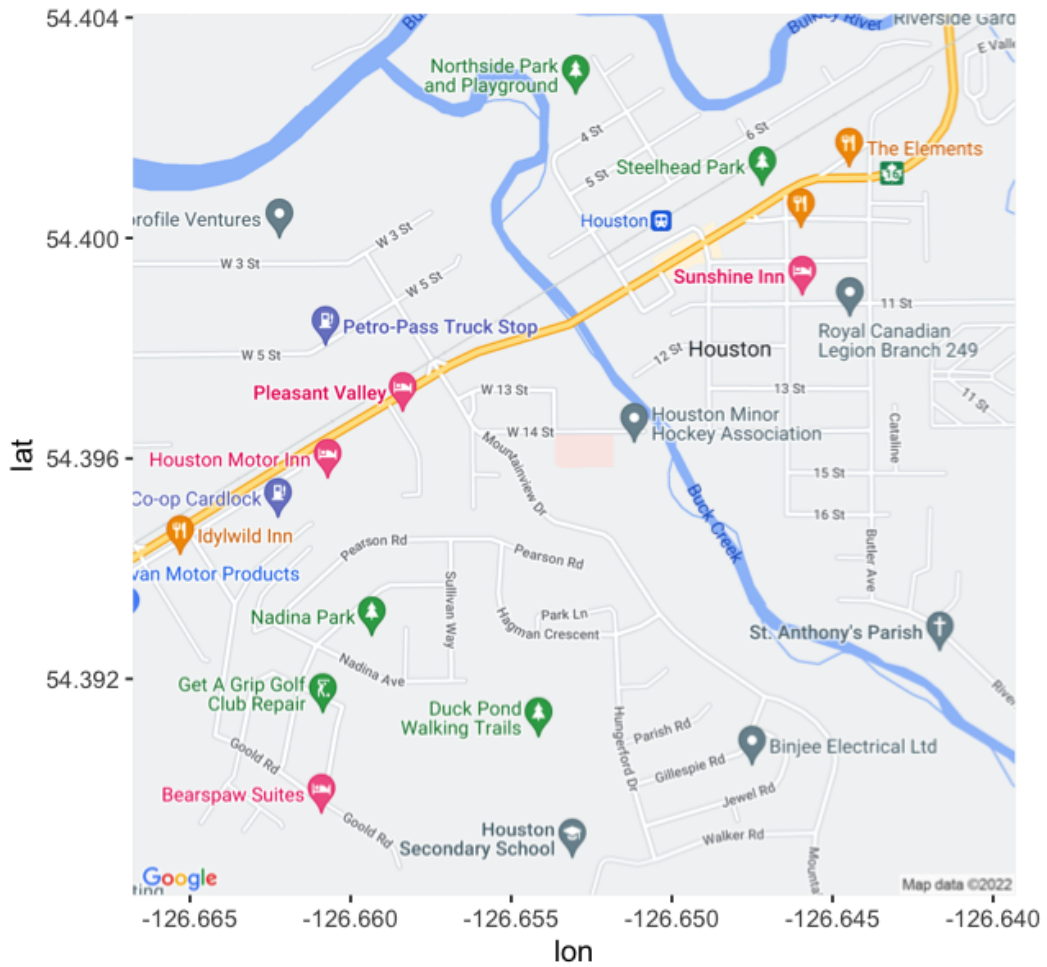 54.404
Bulkley River
Riverside Gard
E Valle
Northside Park
and Playground
4 St
6 St
The Elements
Steelhead Park
16
5 St
profile Ventures
Houston
W 3 St
54.400
W 3 St
Sunshine Inn
W 5 St
11 St
Petro-Pass Truck Stop
Royal Canadian
Legion Branch 249
12 St
Houston
W 5 St
Pleasant Valley
W 13 St
13 St
11 St
Houston Minor
Hockey Association
W 14 St
Cataline
lat
54.396
Houston Motor Inn
Mountainview Dr
15 St
Co-op Cardlock
Buck Creek
16 St
Idylwild Inn
Pearson Rd
Pearson Rd
Butler Ave
van Motor Products
Sullivan Way
Nadina Park
Park Ln
Hagman Crescent
St. Anthony's Parish
Nadina Ave
54.392
Get A Grip Golf
Club Repair
River
Duck Pond
Walking Trails
Hungerford Dr
Parish Rd
Binjee Electrical Ltd
Goold Rd
Gillespie Rd
Bearspaw Suites
Jewel Rd
Goold Rd
Houston
Secondary School
Walker Rd
Mountai
Google
ting
Map data ©2022
-126.665
-126.660
-126.655
-126.650
-126.645
-126.640
lon